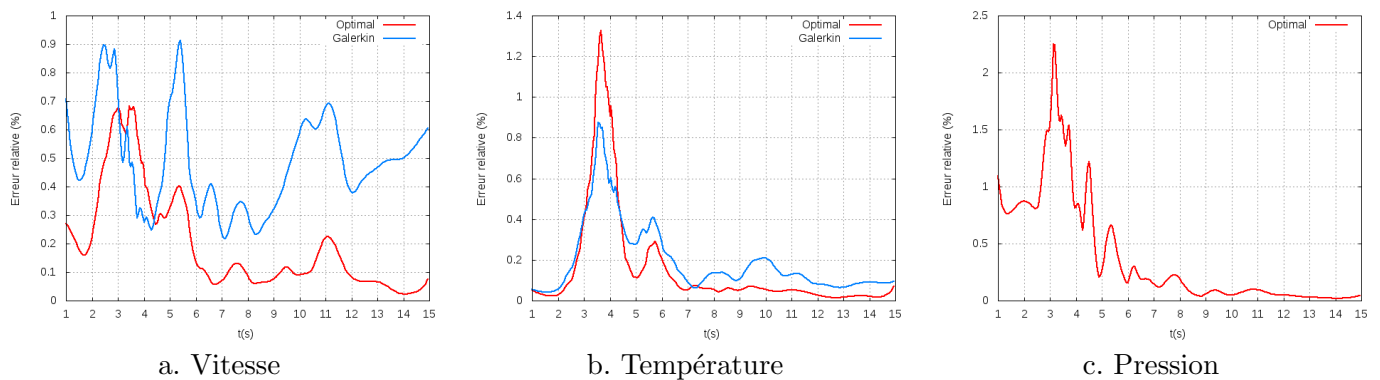 Erreur relative (%)
1
0.9
0.8
0.7
0.6
0.5
0.4
0.3
0.2
0.1
0
Optimal
Galerkin
1 2 3 4 5 6 7 8 9 10 11 12 13 14 15
t(s)
a. Vitesse
Erreur relative (%)
1.4
1.2
1
0.8
0.6
0.4
0.2
0
Optimal
Galerkin
1 2 3 4 5 6 7 8 9 10 11 12 13 14 15
t(s)
b. Température
Erreur relative (%)
2.5
2
1.5
1
0.5
0
Optimal
1 2 3 4 5 6 7 8 9 10 11 12 13 14 15
t(s)
c. Pression